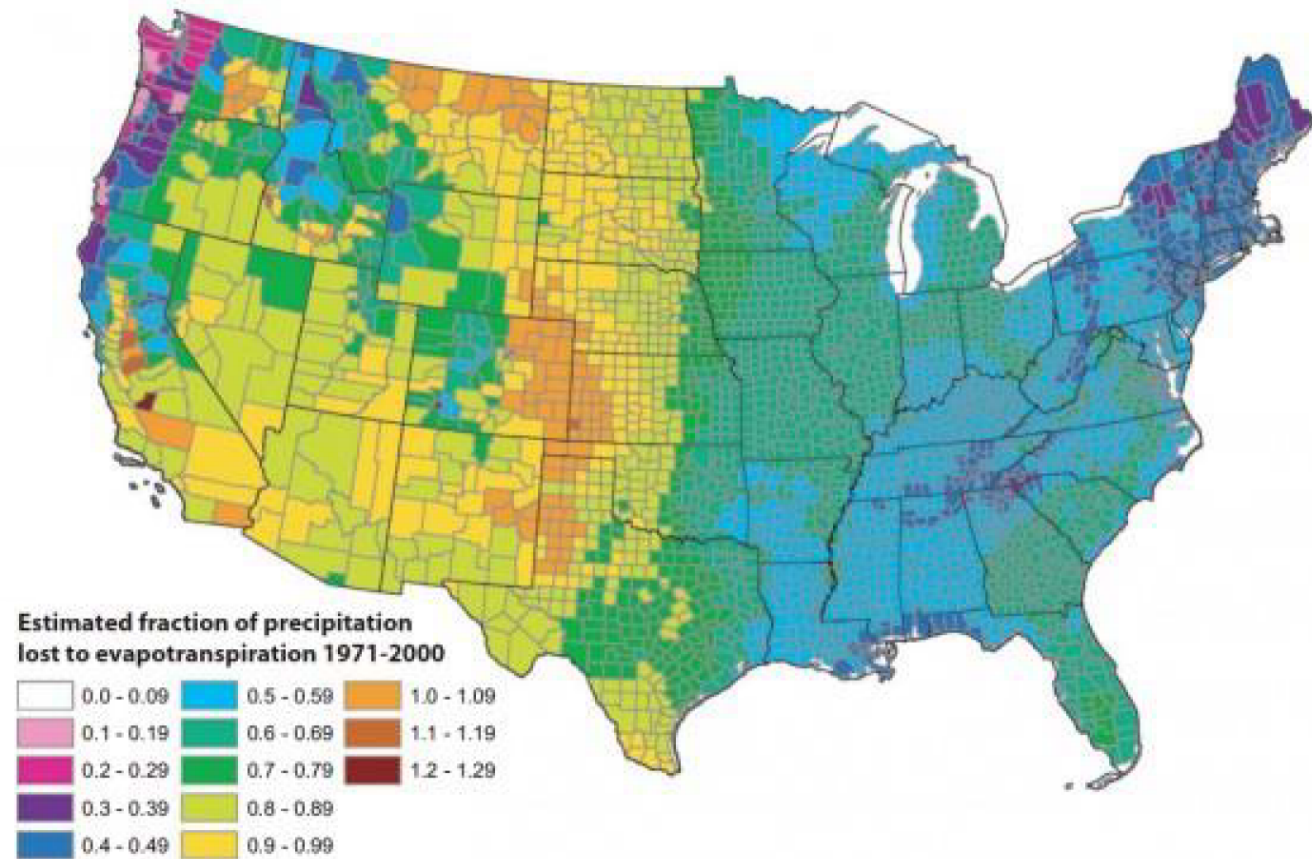 Estimated fraction of precipitation
lost to evapotranspiration 1971-2000
0.0 - 0.09
0.1 - 0.19
0.2 - 0.29
0.3 - 0.39
0.4 - 0.49
0.5 - 0.59
0.6 - 0.69
0.7 - 0.79
0.8 - 0.89
0.9 - 0.99
1.0 - 1.09
1.1 - 1.19
1.2 - 1.29